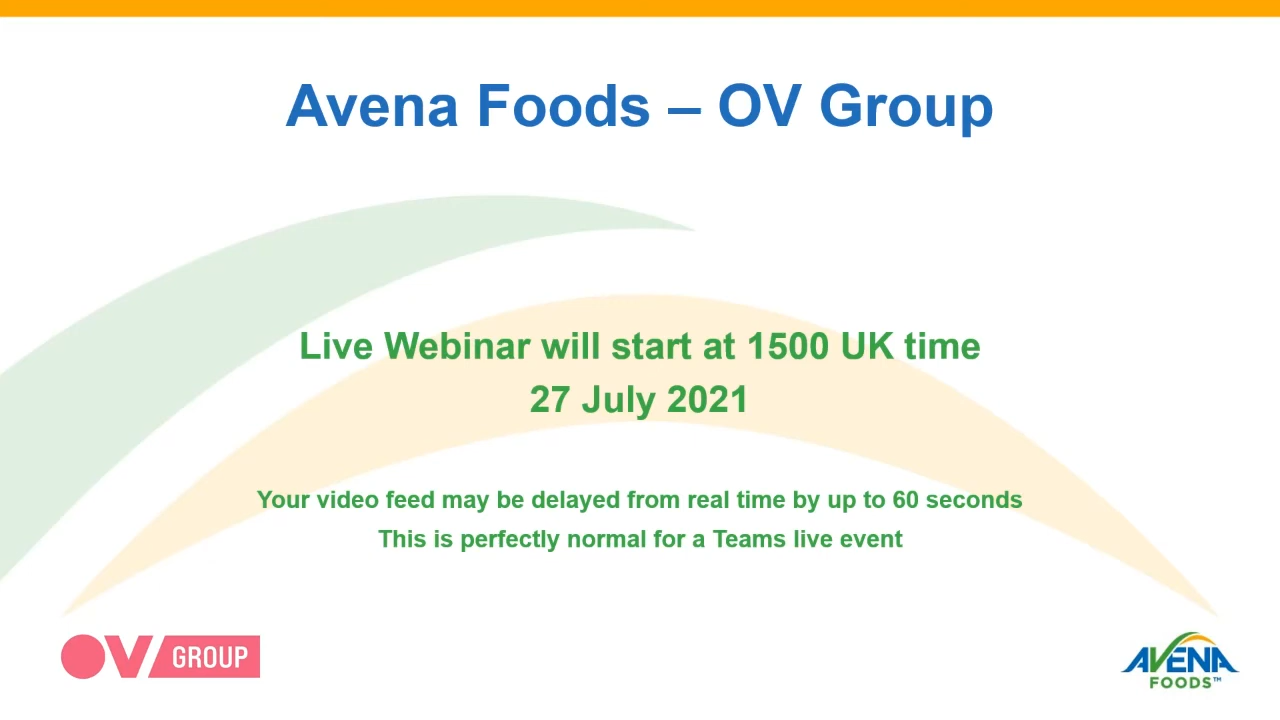 Avena Foods – OV Group
Live Webinar will start at 1500 UK time
27 July 2021
Your video feed may be delayed from real time by up to 60 seconds
This is perfectly normal for a Teams live event
OV GROUP
AVENA
FOODS™